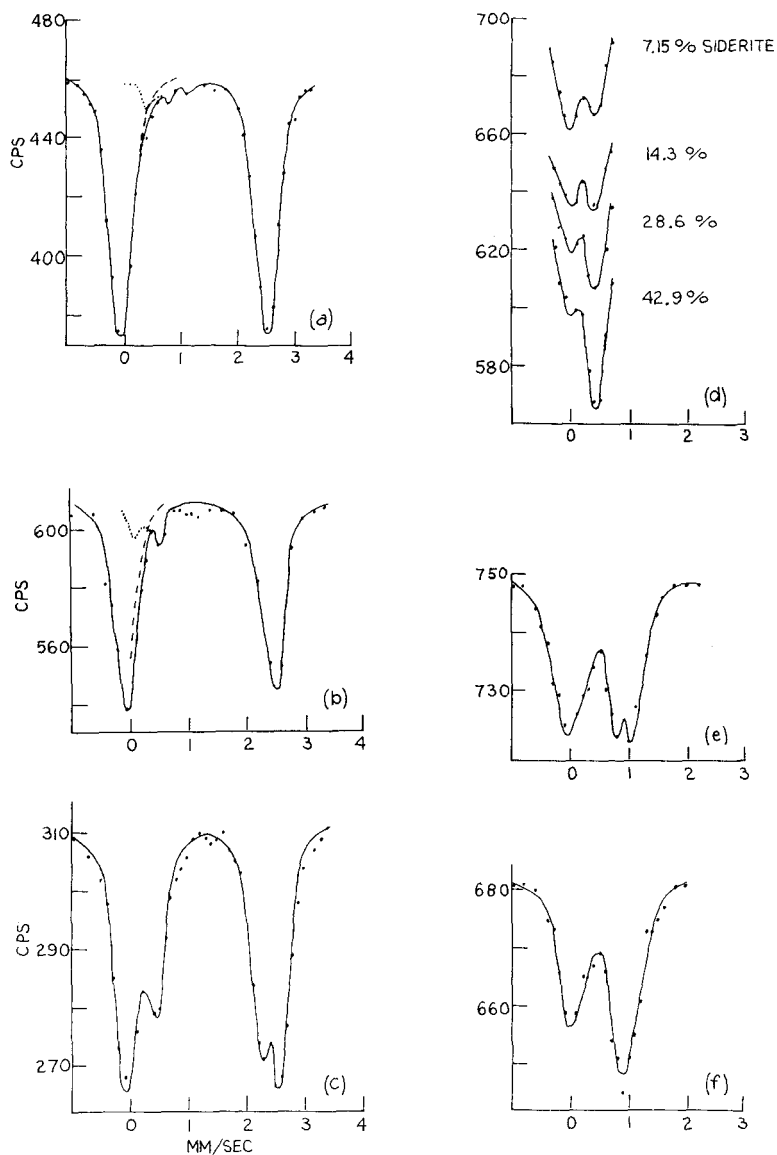 480
440
400
CPS
0 1 2 3 4
(a)
600
560
CPS
0 1 2 3 4
(b)
310
290
270
CPS
0 1 2 3 4
MM/SEC
(c)
700
660
620
580
7.15 % SIDERITE
14.3 %
28.6 %
42.9 %
0 1 2 3
(d)
750
730
0 1 2 3
(e)
680
660
0 1 2 3
(f)